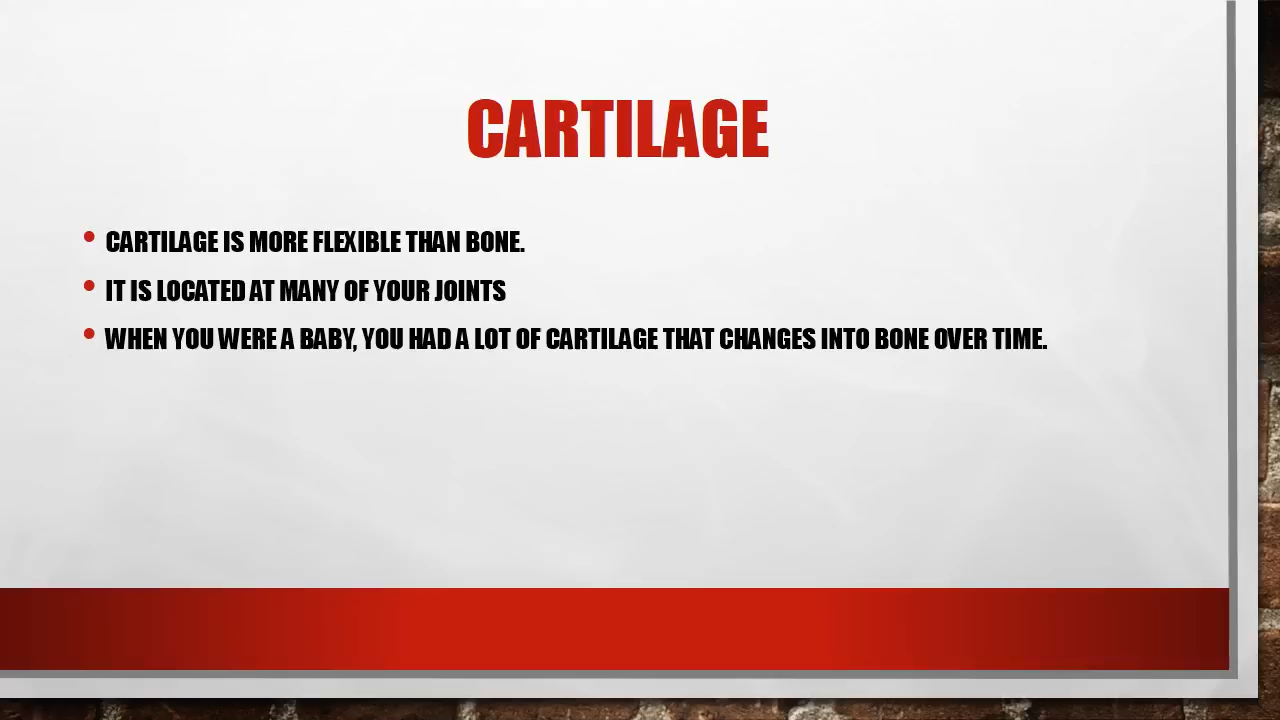 CARTILAGE
• CARTILAGE IS MORE FLEXIBLE THAN BONE.
• IT IS LOCATED AT MANY OF YOUR JOINTS
• WHEN YOU WERE A BABY, YOU HAD A LOT OF CARTILAGE THAT CHANGES INTO BONE OVER TIME.